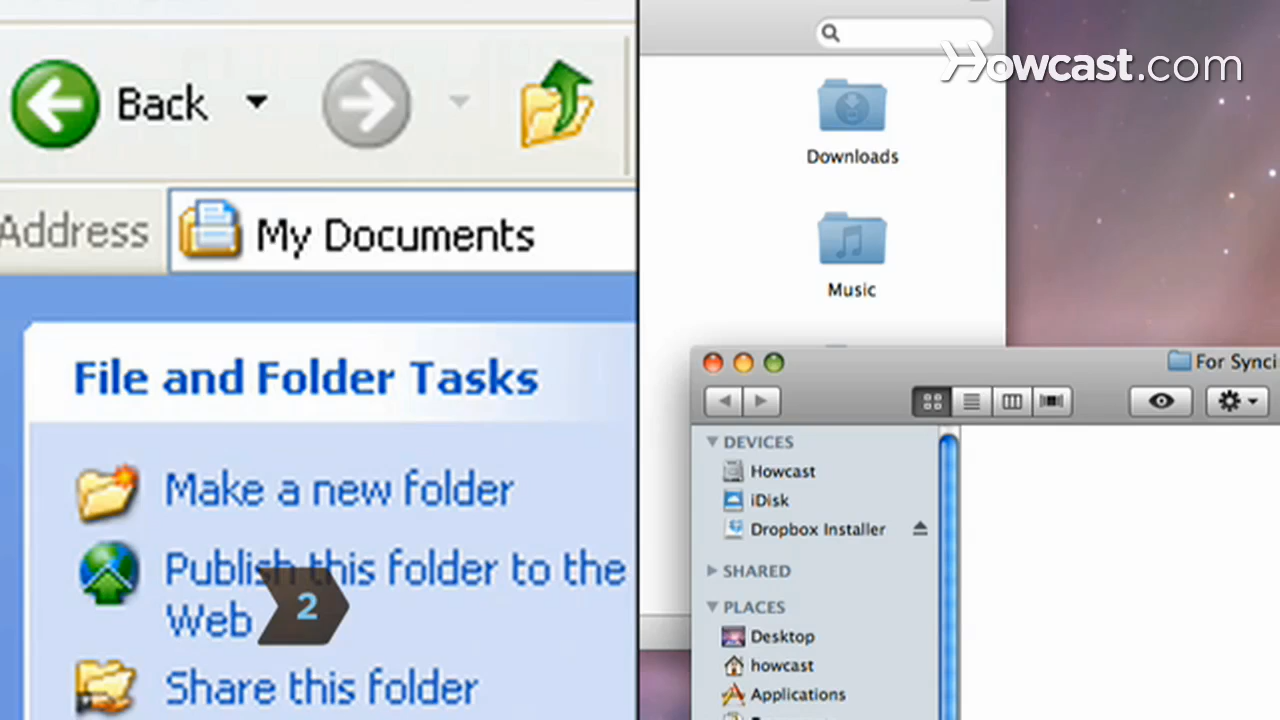 Back
Address
My Documents
File and Folder Tasks
Make a new folder
Publish this folder to the
Web
Share this folder
2
Howcast.com
Downloads
Music
For Synci
DEVICES
Howcast
iDisk
Dropbox Installer
SHARED
PLACES
Desktop
howcast
Applications